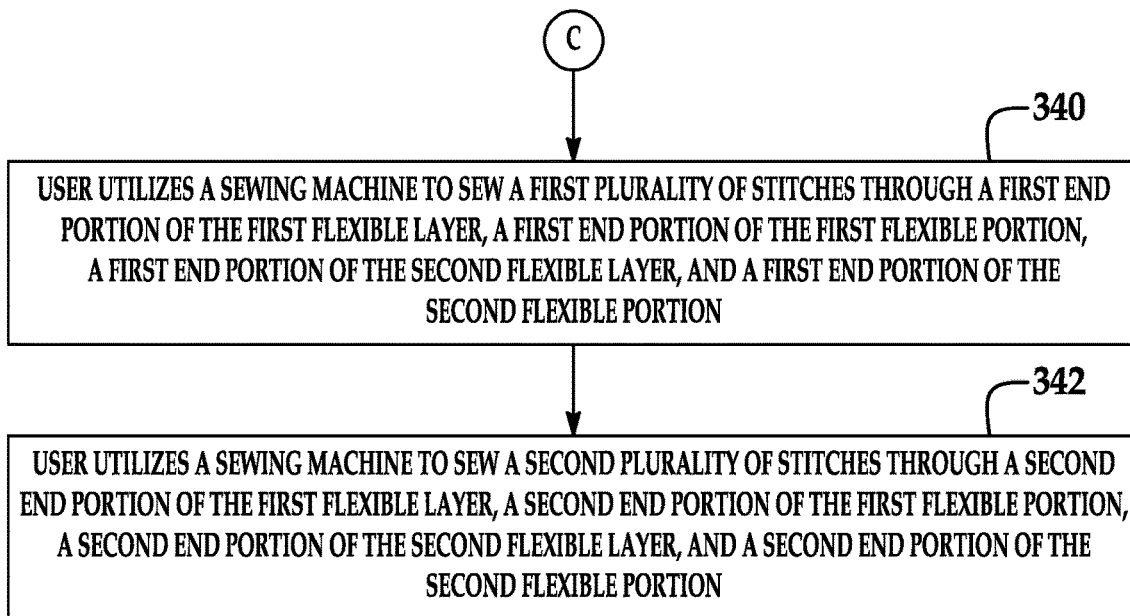 C
340
USER UTILIZES A SEWING MACHINE TO SEW A FIRST PLURALITY OF STITCHES THROUGH A FIRST END
PORTION OF THE FIRST FLEXIBLE LAYER, A FIRST END PORTION OF THE FIRST FLEXIBLE PORTION,
A FIRST END PORTION OF THE SECOND FLEXIBLE LAYER, AND A FIRST END PORTION OF THE
SECOND FLEXIBLE PORTION
342
USER UTILIZES A SEWING MACHINE TO SEW A SECOND PLURALITY OF STITCHES THROUGH A SECOND
END PORTION OF THE FIRST FLEXIBLE LAYER, A SECOND END PORTION OF THE FIRST FLEXIBLE PORTION,
A SECOND END PORTION OF THE SECOND FLEXIBLE LAYER, AND A SECOND END PORTION OF THE
SECOND FLEXIBLE PORTION